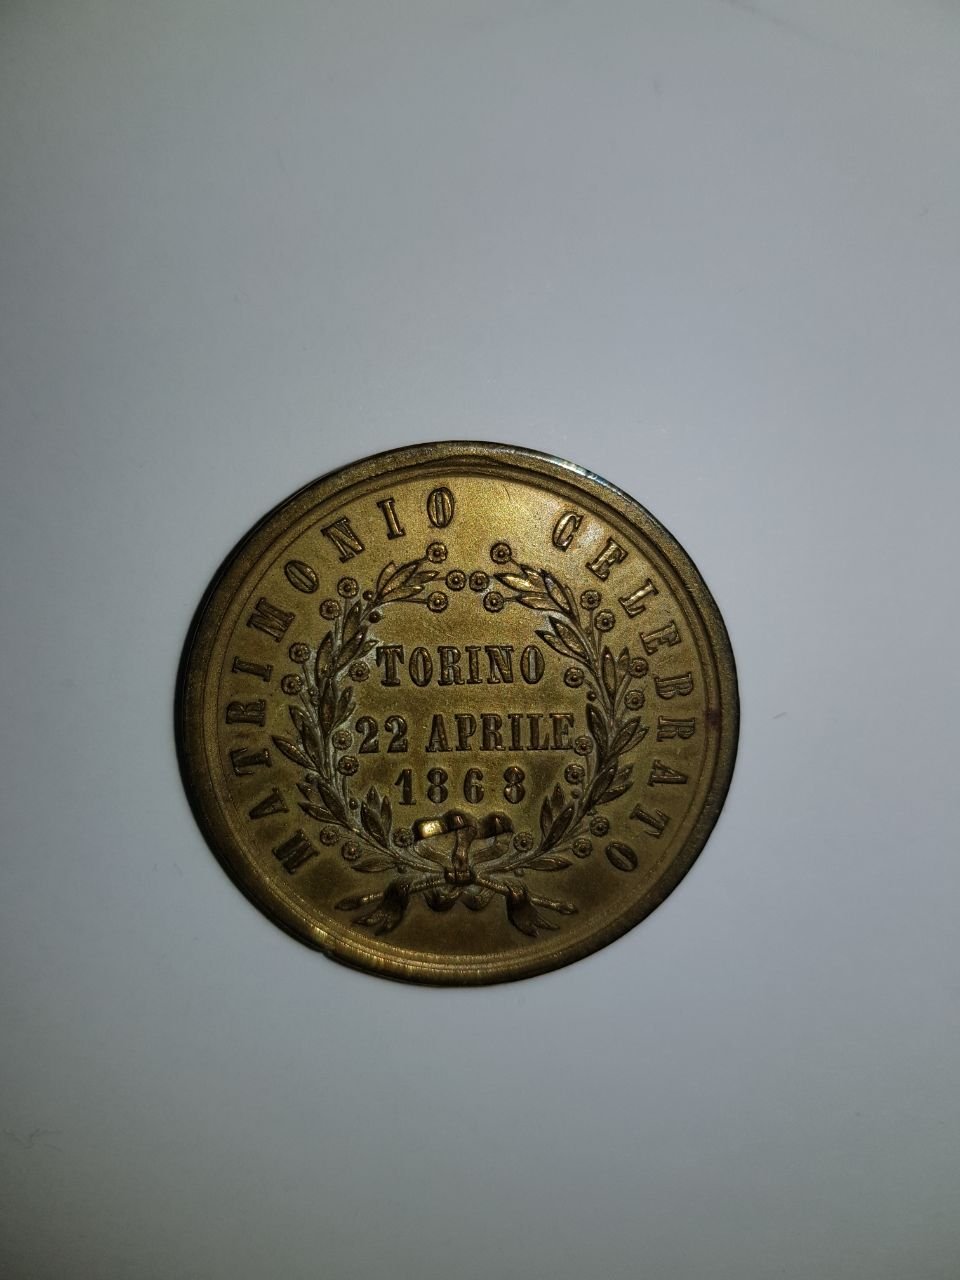 MATRIMONIO CELEBRATO
TORINO
22 APRILE
1868